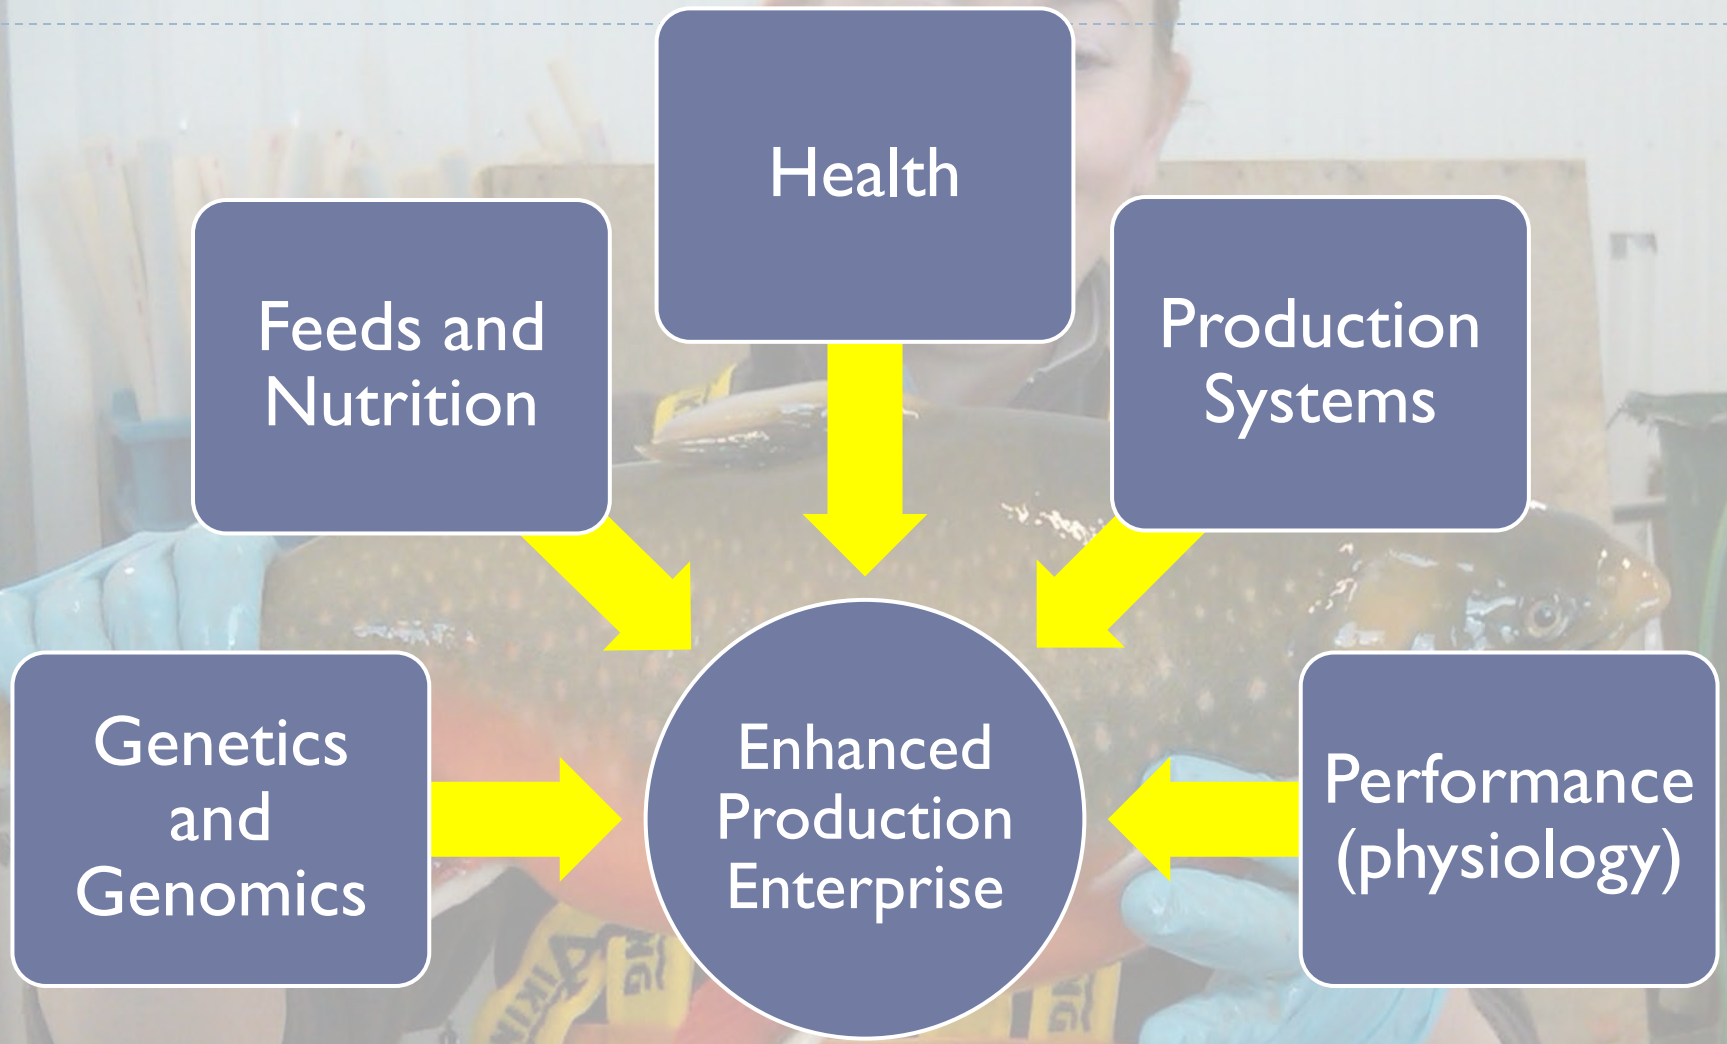 Health
Feeds and
Nutrition
Production
Systems
Genetics
and
Genomics
Enhanced
Production
Enterprise
Performance
(physiology)